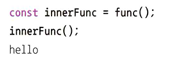 const innerFunc = func();
innerFunc();
hello